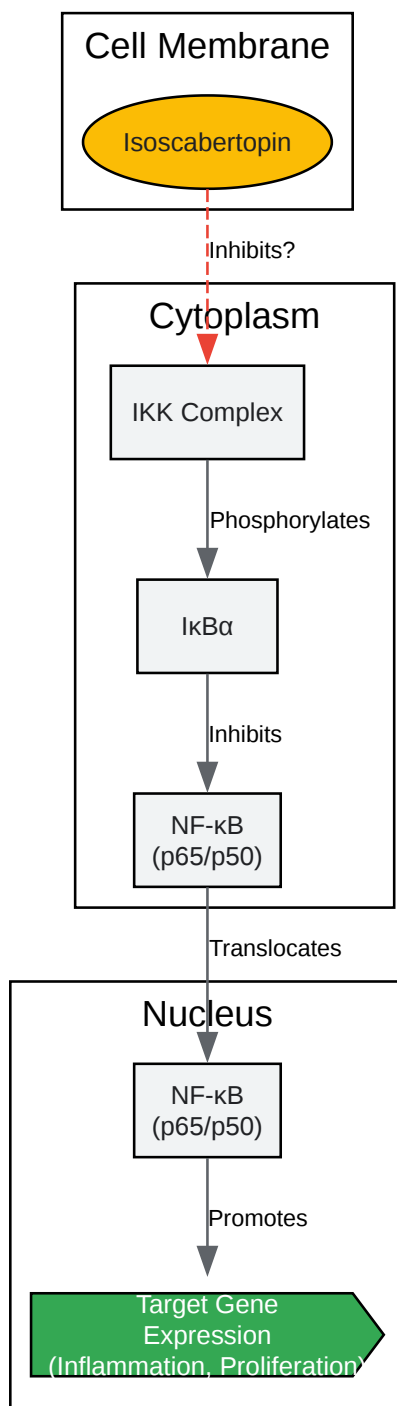 Cell Membrane
Isoscabertopin
Inhibits?
Cytoplasm
IKK Complex
Phosphorylates
IκBα
Inhibits
NF-κB
(p65/p50)
Translocates
Nucleus
NF-κB
(p65/p50)
Promotes
Target Gene
Expression
(Inflammation, Proliferation)